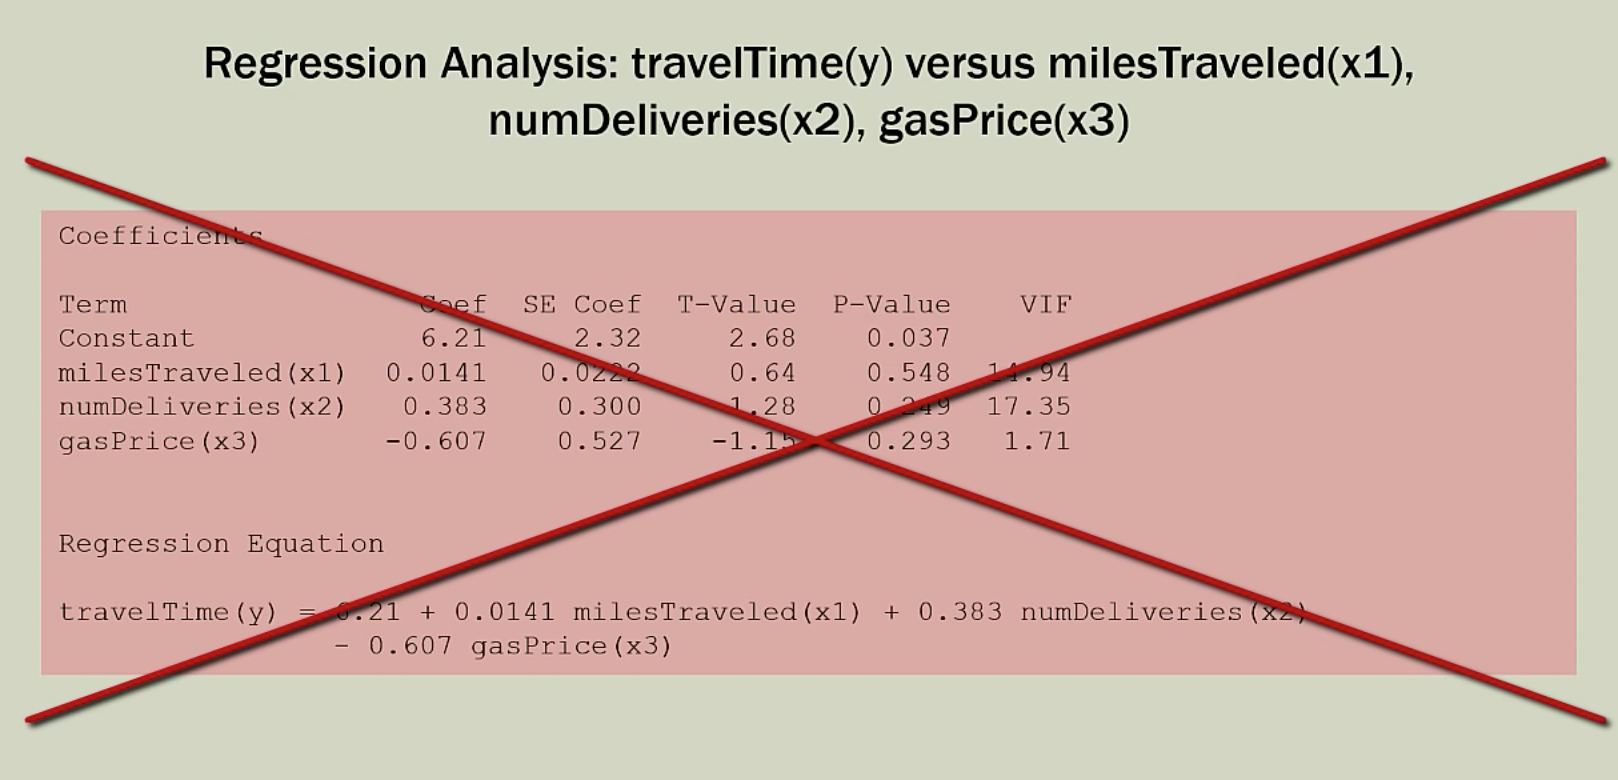 Regression Analysis: travelTime(y) versus milesTraveled(x1),
numDeliveries(x2), gasPrice(x3)
Coefficients
Term Coef SE Coef T-Value P-Value VIF
Constant 6.21 2.32 2.68 0.037
milesTraveled(x1) 0.0141 0.0222 0.64 0.548 14.94
numDeliveries(x2) 0.383 0.300 1.28 0.249 17.35
gasPrice(x3) -0.607 0.527 -1.15 0.293 1.71
Regression Equation
travelTime(y) = 6.21 + 0.0141 milesTraveled(x1) + 0.383 numDeliveries(x2)
- 0.607 gasPrice(x3)